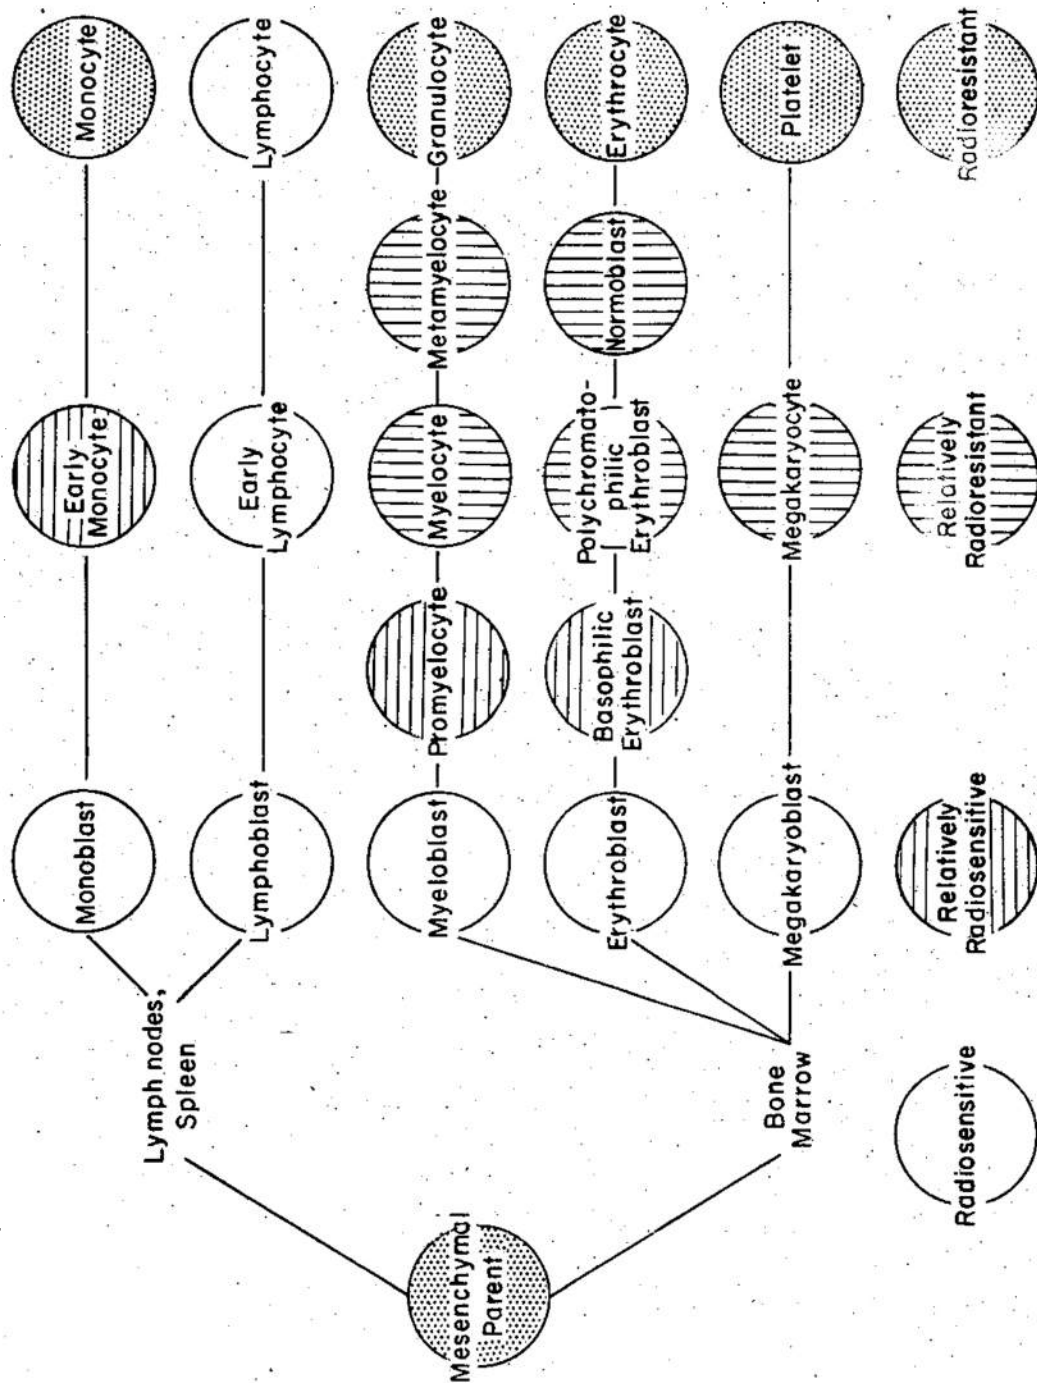 Mesenchymal
Parent
Lymph nodes,
Spleen
Bone
Marrow
Monoblast
Early
Monocyte
Monocyte
Lymphoblast
Early
Lymphocyte
Lymphocyte
Myeloblast
Promyelocyte
Myelocyte
Metamyelocyte
Granulocyte
Erythroblast
Basophilic
Erythroblast
Polychromato-
philic
Erythroblast
Normoblast
Erythrocyte
Megakaryoblast
Megakaryocyte
Platelet
Radiosensitive
Relatively
Radiosensitive
Relatively
Radioresistant
Radioresistant